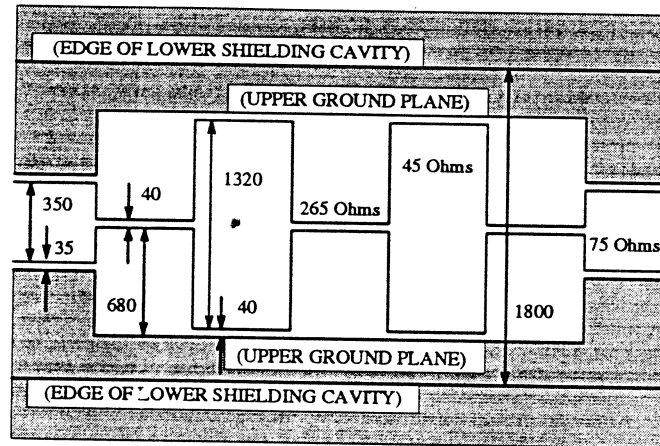 (EDGE OF LOWER SHIELDING CAVITY)
(UPPER GROUND PLANE)
1320
45 Ohms
40
350
265 Ohms
35
75 Ohms
680
40
1800
(UPPER GROUND PLANE)
(EDGE OF LOWER SHIELDING CAVITY)